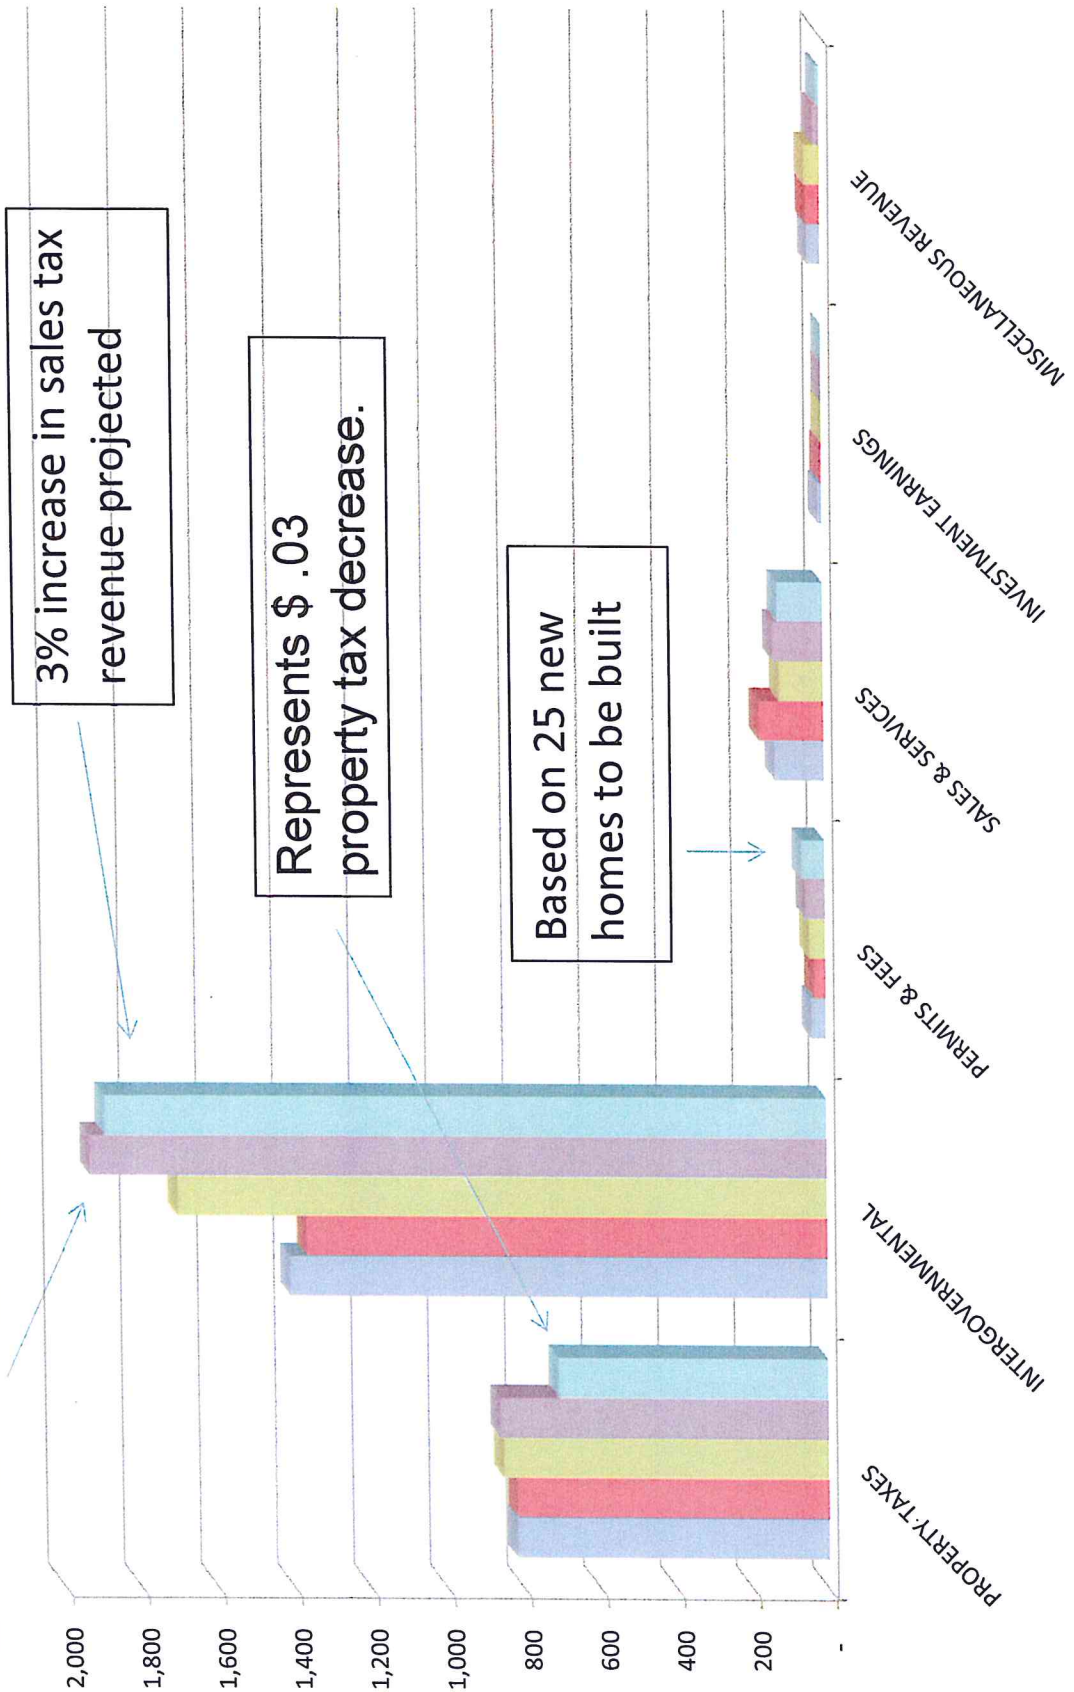 3% increase in sales tax
revenue projected
Represents $ .03
property tax decrease.
Based on 25 new
homes to be built
2,000
1,800
1,600
1,400
1,200
1,000
800
600
400
200
-
PROPERTY TAXES
INTERGOVERNMENTAL
PERMITS & FEES
SALES & SERVICES
INVESTMENT EARNINGS
MISCELLANEOUS REVENUE